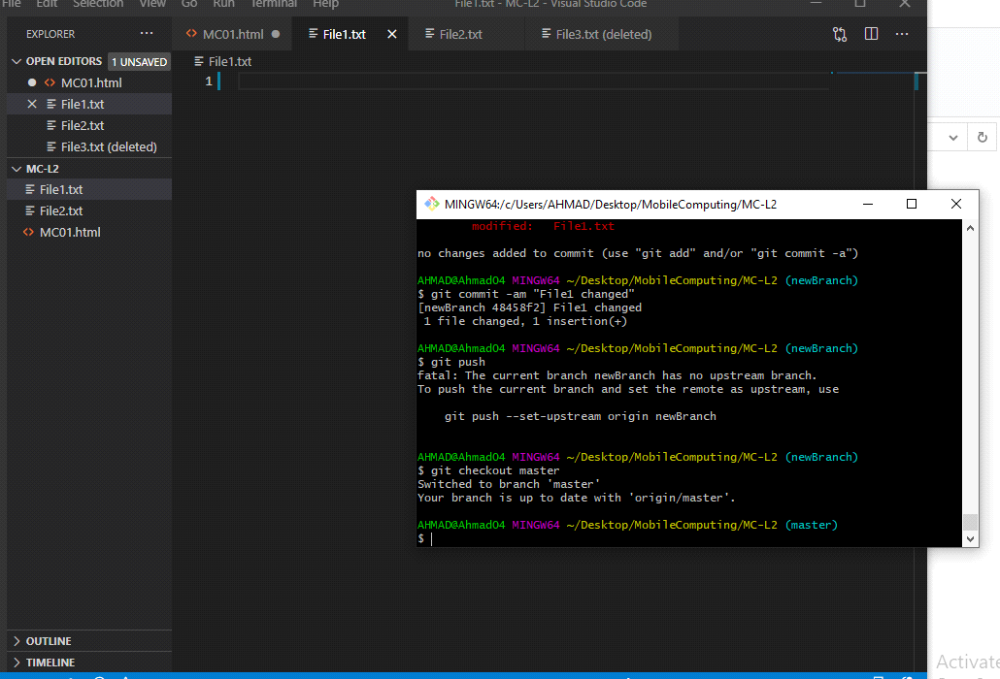 File Edit Selection View Go Run Terminal Help File1.txt - MC-L2 - Visual Studio Code
EXPLORER
MC01.html File1.txt File2.txt File3.txt (deleted)
OPEN EDITORS 1 UNSAVED
MC01.html
File1.txt
File2.txt
File3.txt (deleted)
MC-L2
File1.txt
File2.txt
MC01.html
OUTLINE
TIMELINE
File1.txt
1
MINGW64:/c/Users/AHMAD/Desktop/MobileComputing/MC-L2
modified: File1.txt
no changes added to commit (use "git add" and/or "git commit -a")
AHMAD@Ahmad04 MINGW64 ~/Desktop/MobileComputing/MC-L2 (newBranch)
$ git commit -am "File1 changed"
[newBranch 48458f2] File1 changed
1 file changed, 1 insertion(+)
AHMAD@Ahmad04 MINGW64 ~/Desktop/MobileComputing/MC-L2 (newBranch)
$ git push
fatal: The current branch newBranch has no upstream branch.
To push the current branch and set the remote as upstream, use
git push --set-upstream origin newBranch
AHMAD@Ahmad04 MINGW64 ~/Desktop/MobileComputing/MC-L2 (newBranch)
$ git checkout master
Switched to branch 'master'
Your branch is up to date with 'origin/master'.
AHMAD@Ahmad04 MINGW64 ~/Desktop/MobileComputing/MC-L2 (master)
$
Activate